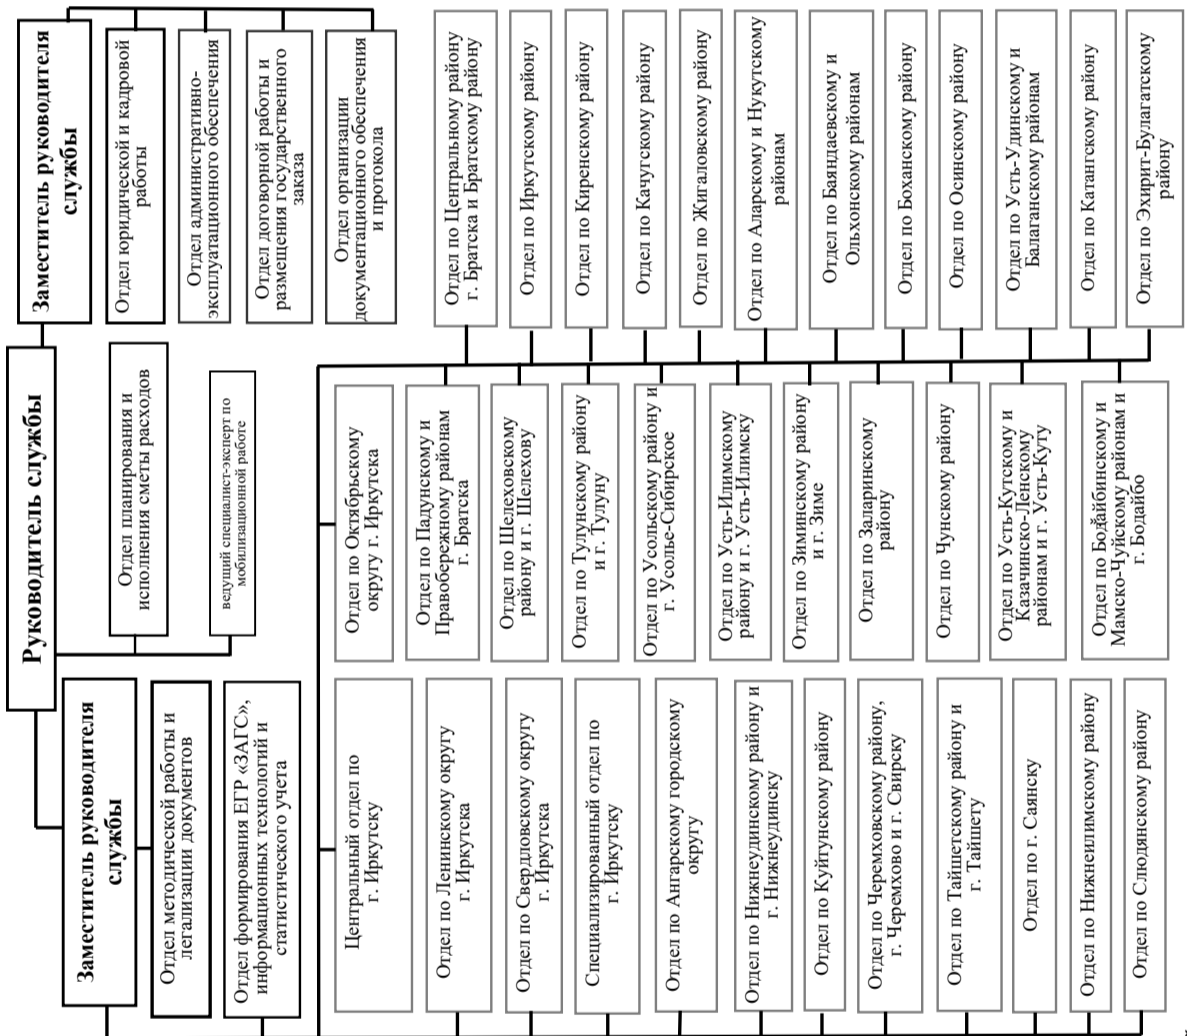 Руководитель службы
Заместитель руководителя
службы
Отдел методической работы и
легализации документов
Отдел формирования ЕГР «ЗАГС»,
информационных технологий и
статистического учета
Отдел планирования и
исполнения сметы расходов
ведущий специалист-эксперт по
мобилизационной работе
Заместитель руководителя
службы
Отдел юридической и кадровой
работы
Отдел административно-
эксплуатационного обеспечения
Отдел договорной работы и
размещения государственного
заказа
Отдел организации
документационного обеспечения
и протокола
Центральный отдел по
г. Иркутску
Отдел по Ленинскому округу
г. Иркутска
Отдел по Свердловскому округу
г. Иркутска
Специализированный отдел по
г. Иркутску
Отдел по Ангарскому городскому
округу
Отдел по Нижнеудинскому району и
г. Нижнеудинску
Отдел по Куйтунскому району
Отдел по Черемховскому району,
г. Черемхово и г. Свирску
Отдел по Тайшетскому району и
г. Тайшету
Отдел по г. Саянску
Отдел по Нижнеилимскому району
Отдел по Слюдянскому району
Отдел по Октябрьскому
округу г. Иркутска
Отдел по Падунскому и
Правобережному районам
г. Братска
Отдел по Шелеховскому
району и г. Шелехову
Отдел по Тулунскому району
и г. Тулуну
Отдел по Усольскому району и
г. Усолье-Сибирское
Отдел по Усть-Илимскому
району и г. Усть-Илимску
Отдел по Зиминскому району
и г. Зиме
Отдел по Заларинскому
району
Отдел по Чунскому району
Отдел по Усть-Кутскому и
Казачинско-Ленскому
районам и г. Усть-Куту
Отдел по Бодайбинскому и
Мамско-Чуйскому районам и
г. Бодайбо
Отдел по Центральному району
г. Братска и Братскому району
Отдел по Иркутскому району
Отдел по Киренскому району
Отдел по Качугскому району
Отдел по Жигаловскому району
Отдел по Аларскому и Нукутскому
районам
Отдел по Баяндаевскому и
Ольхонскому районам
Отдел по Боханскому району
Отдел по Осинскому району
Отдел по Усть-Удинскому и
Балаганскому районам
Отдел по Катангскому району
Отдел по Эхирит-Булагатскому
району